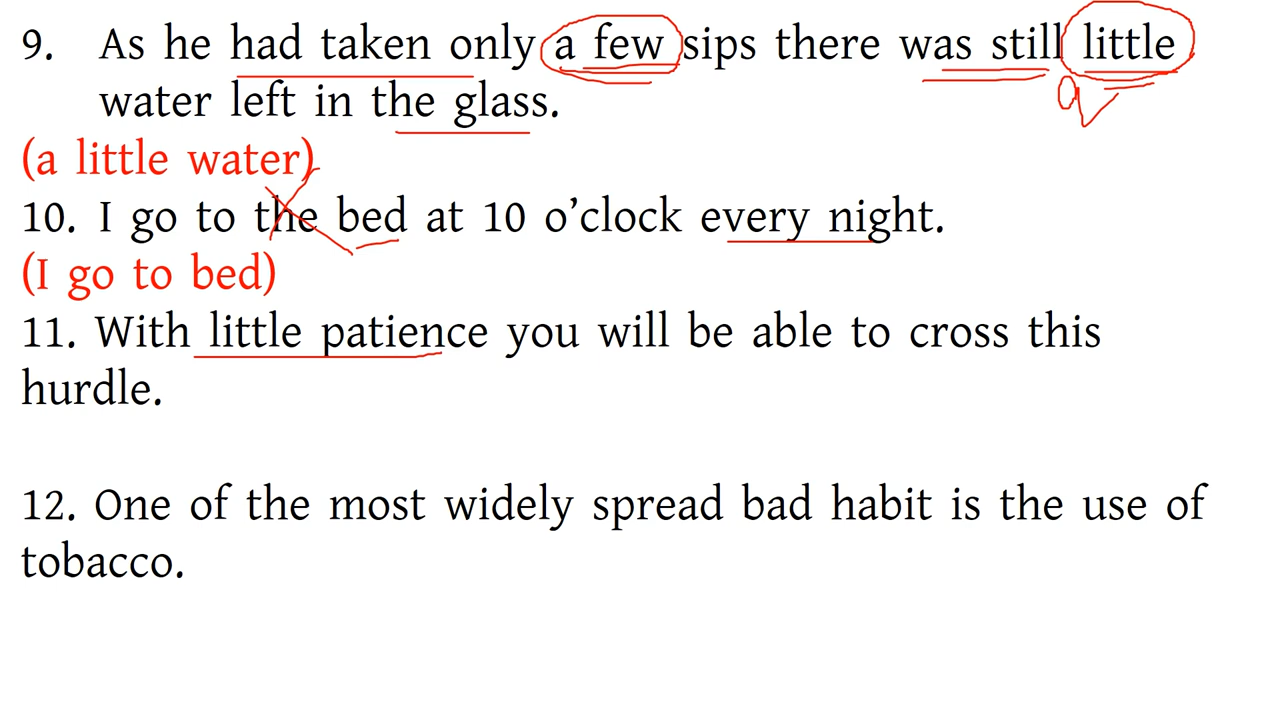 9. As he had taken only a few sips there was still little
a
water left in the glass.
(a little water)
10. I go to the bed at 10 o’clock every night.
(I go to bed)
11. With little patience you will be able to cross this
hurdle.
12. One of the most widely spread bad habit is the use of
tobacco.